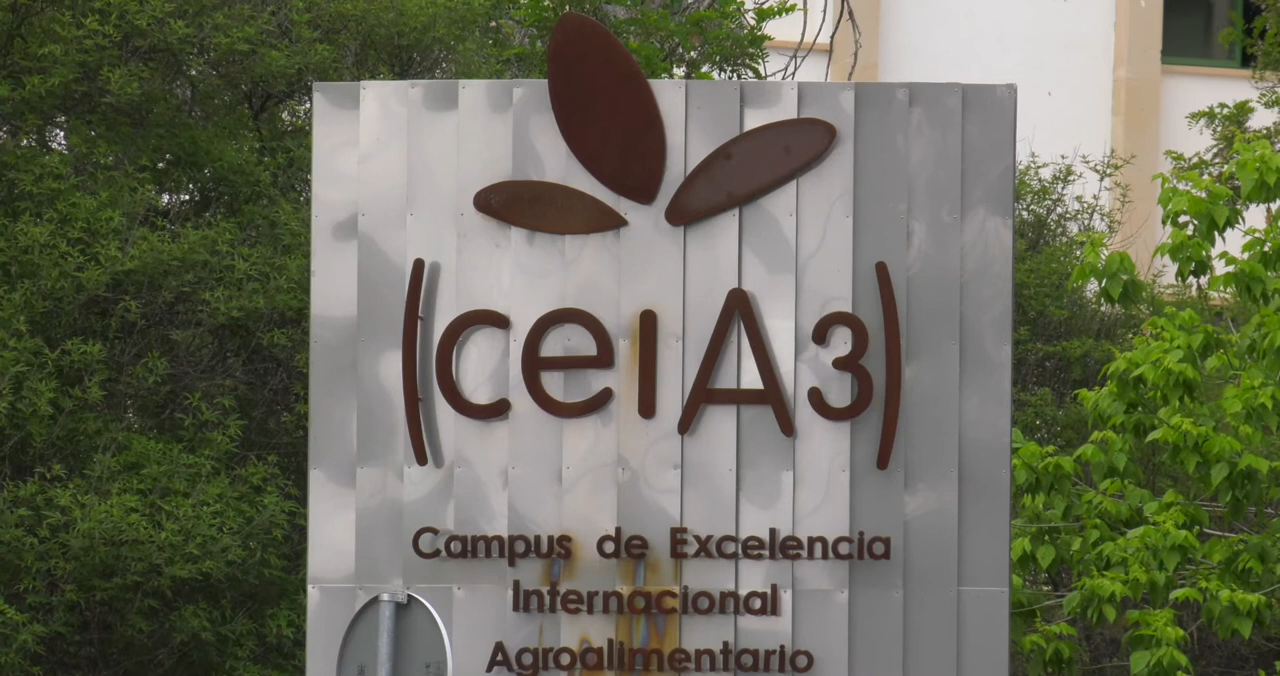 (ceiA3)
Campus de Excelencia
Internacional
Agroalimentario